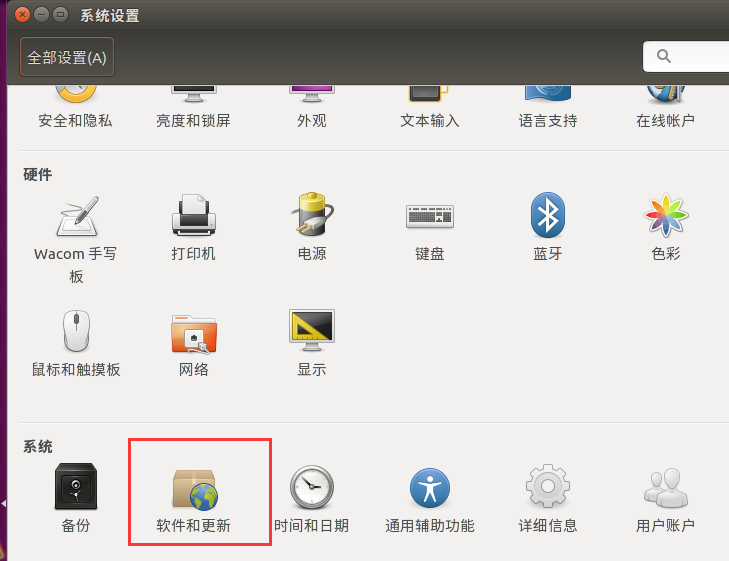 系统设置
全部设置(A)
安全和隐私
亮度和锁屏
外观
文本输入
语言支持
在线帐户
硬件
Wacom 手写
板
打印机
电源
键盘
蓝牙
色彩
鼠标和触摸板
网络
显示
系统
备份
软件和更新
时间和日期
通用辅助功能
详细信息
用户账户